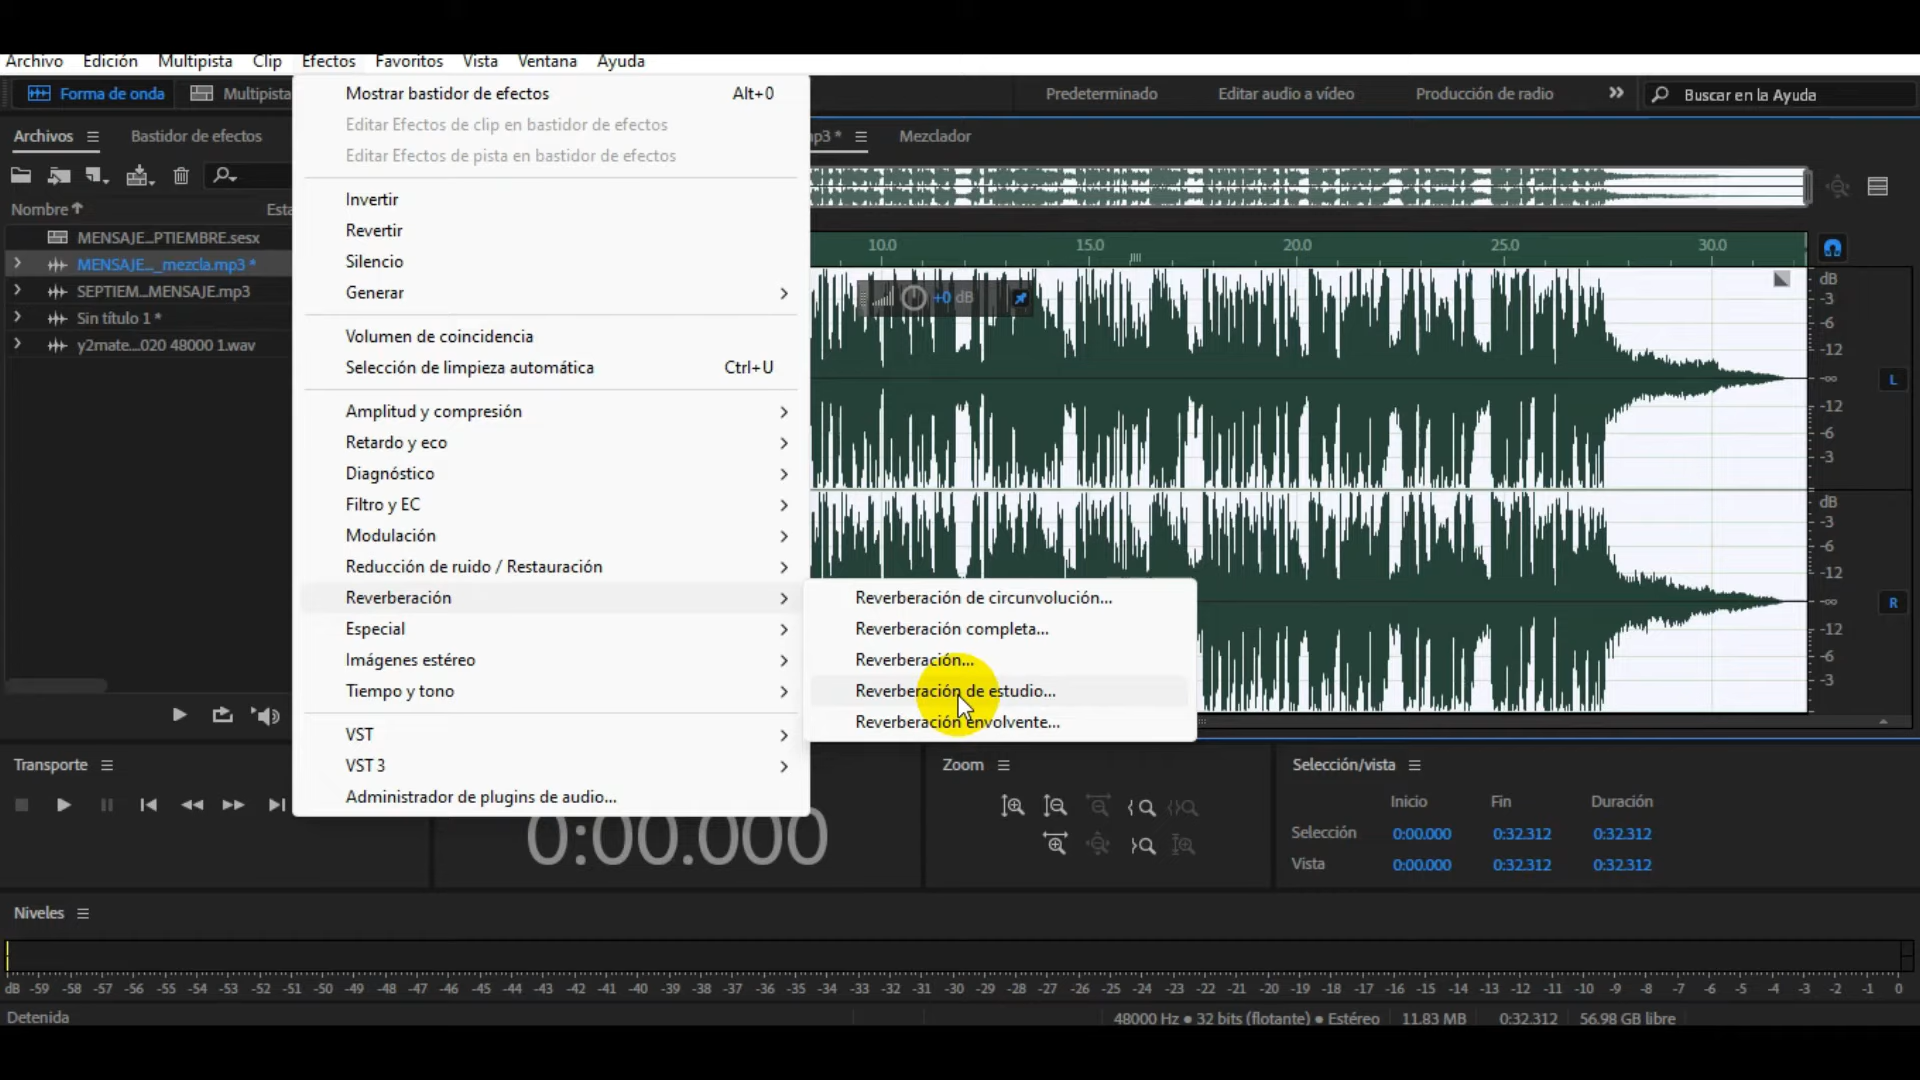 Archivo Edición Multipista Clip Efectos Favoritos Vista Ventana Ayuda
Forma de onda Multipista Predeterminado Editar audio a vídeo Producción de radio Buscar en la Ayuda
Archivos Bastidor de efectos mp3 * Mezclador
Nombre Esta
MENSAJE...PTIEMBRE.sesx
MENSAJE..._mezcla.mp3 *
SEPTIEM...MENSAJE.mp3
Sin título 1 *
y2mate...020 48000 1.wav
Mostrar bastidor de efectos Alt+0
Editar Efectos de clip en bastidor de efectos
Editar Efectos de pista en bastidor de efectos
Invertir
Revertir
Silencio
Generar
Volumen de coincidencia
Selección de limpieza automática Ctrl+U
Amplitud y compresión
Retardo y eco
Diagnóstico
Filtro y EC
Modulación
Reducción de ruido / Restauración
Reverberación
Especial
Imágenes estéreo
Tiempo y tono
VST
VST 3
Administrador de plugins de audio...
Reverberación de circunvolución...
Reverberación completa...
Reverberación...
Reverberación de estudio...
Reverberación envolvente...
10.0 15.0 20.0 25.0 30.0
+0 dB
dB
-3
-6
-12
-∞
-12
-6
-3
L
dB
-3
-6
-12
-∞
-12
-6
-3
R
Transporte
0:00.000
Zoom
Selección/vista
Inicio Fin Duración
Selección 0:00.000 0:32.312 0:32.312
Vista 0:00.000 0:32.312 0:32.312
Niveles
dB -59 -58 -57 -56 -55 -54 -53 -52 -51 -50 -49 -48 -47 -46 -45 -44 -43 -42 -41 -40 -39 -38 -37 -36 -35 -34 -33 -32 -31 -30 -29 -28 -27 -26 -25 -24 -23 -22 -21 -20 -19 -18 -17 -16 -15 -14 -13 -12 -11 -10 -9 -8 -7 -6 -5 -4 -3 -2 -1 0
Detenida 48000 Hz ● 32 bits (flotante) ● Estéreo 11.83 MB 0:32.312 56.98 GB libre